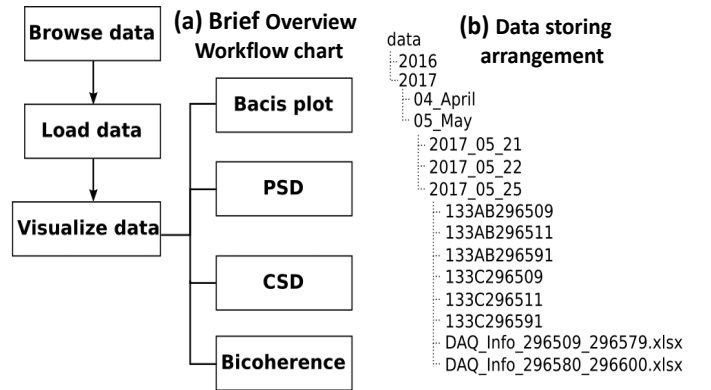 (a) Brief Overview
Workflow chart
Browse data
Load data
Visualize data
Bacis plot
PSD
CSD
Bicoherence
(b) Data storing
arrangement
data
2016
2017
04_April
05_May
2017_05_21
2017_05_22
2017_05_25
133AB296509
133AB296511
133AB296591
133C296509
133C296511
133C296591
DAQ_Info_296509_296579.xlsx
DAQ_Info_296580_296600.xlsx